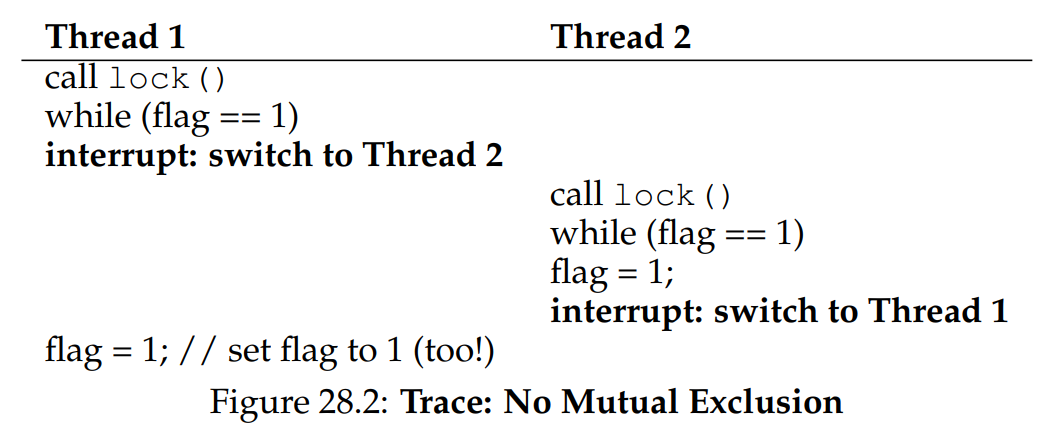 Thread 1 Thread 2
call lock()
while (flag == 1)
interrupt: switch to Thread 2
call lock()
while (flag == 1)
flag = 1;
interrupt: switch to Thread 1
flag = 1; // set flag to 1 (too!)
Figure 28.2: Trace: No Mutual Exclusion